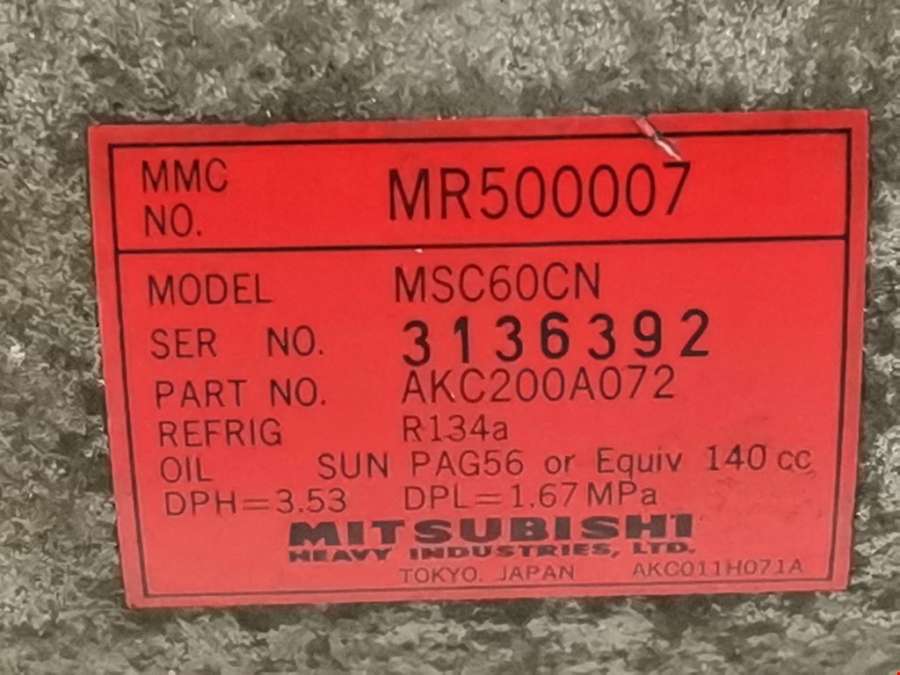 MMC NO. MR500007
MODEL MSC60CN
SER NO. 3136392
PART NO. AKC200A072
REFRIG R134a
OIL SUN PAG56 or Equiv 140 cc
DPH=3.53 DPL=1.67 MPa
MITSUBISHI
HEAVY INDUSTRIES, LTD.
TOKYO. JAPAN AKC011H071A